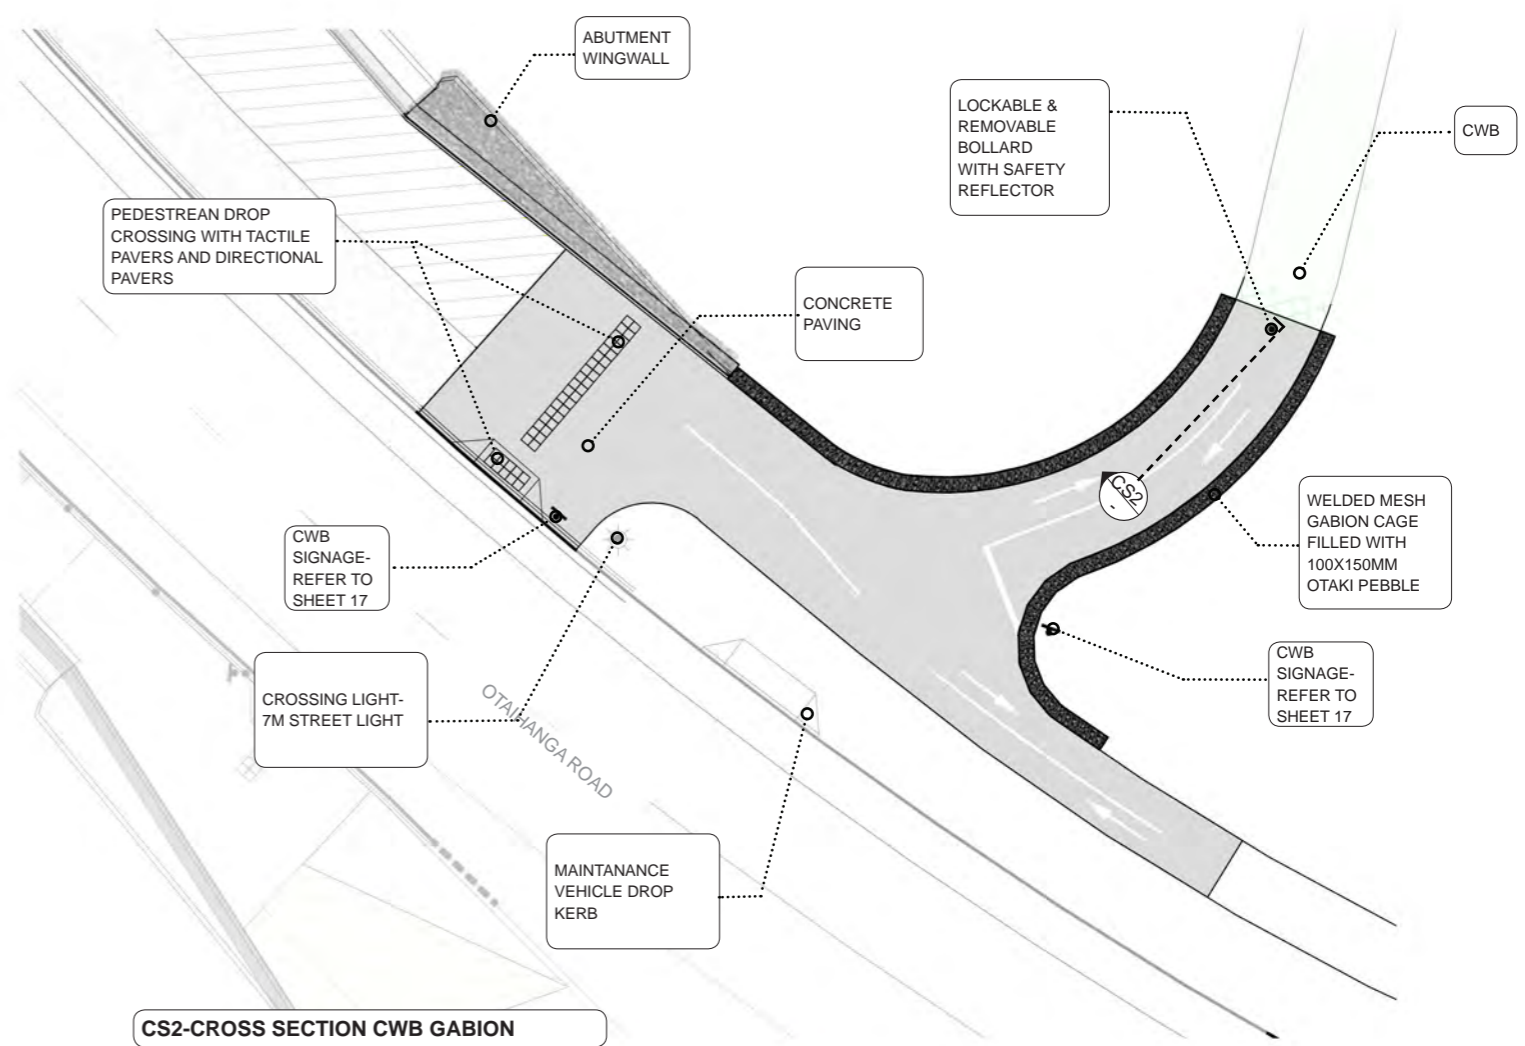 ABUTMENT
WINGWALL
LOCKABLE &
REMOVABLE
BOLLARD
WITH SAFETY
REFLECTOR
CWB
PEDESTREAN DROP
CROSSING WITH TACTILE
PAVERS AND DIRECTIONAL
PAVERS
CONCRETE
PAVING
CS2
-
WELDED MESH
GABION CAGE
FILLED WITH
100X150MM
OTAKI PEBBLE
CWB
SIGNAGE-
REFER TO
SHEET 17
CROSSING LIGHT-
7M STREET LIGHT
OTAIHANGA ROAD
CWB
SIGNAGE-
REFER TO
SHEET 17
MAINTANANCE
VEHICLE DROP
KERB
CS2-CROSS SECTION CWB GABION